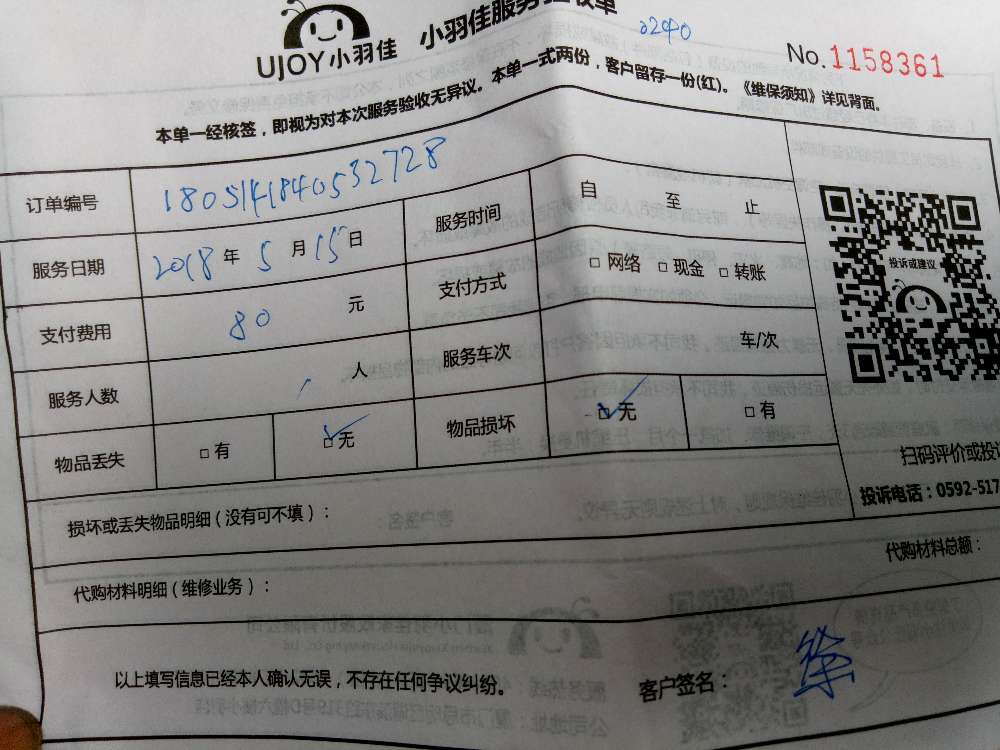 UJOY小羽佳 小羽佳服务验收单
No.1158361
本单一经核签，即视为对本次服务验收无异议。本单一式两份，客户留存一份(红)。《维保须知》详见背面。
订单编号 1805141840532728
服务日期 2018年5月15日 服务时间 自 至 止
支付费用 80 元 支付方式 □ 网络 □ 现金 □ 转账
服务人数 1 人 服务车次 车/次
物品丢失 □ 有 ☑ 无 物品损坏 ☑ 无 □ 有
投诉或建议
扫码评价或投
投诉电话：0592-517
损坏或丢失物品明细（没有可不填）：
代购材料明细（维修业务）： 代购材料总额：
以上填写信息已经本人确认无误，不存在任何争议纠纷。 客户签名：